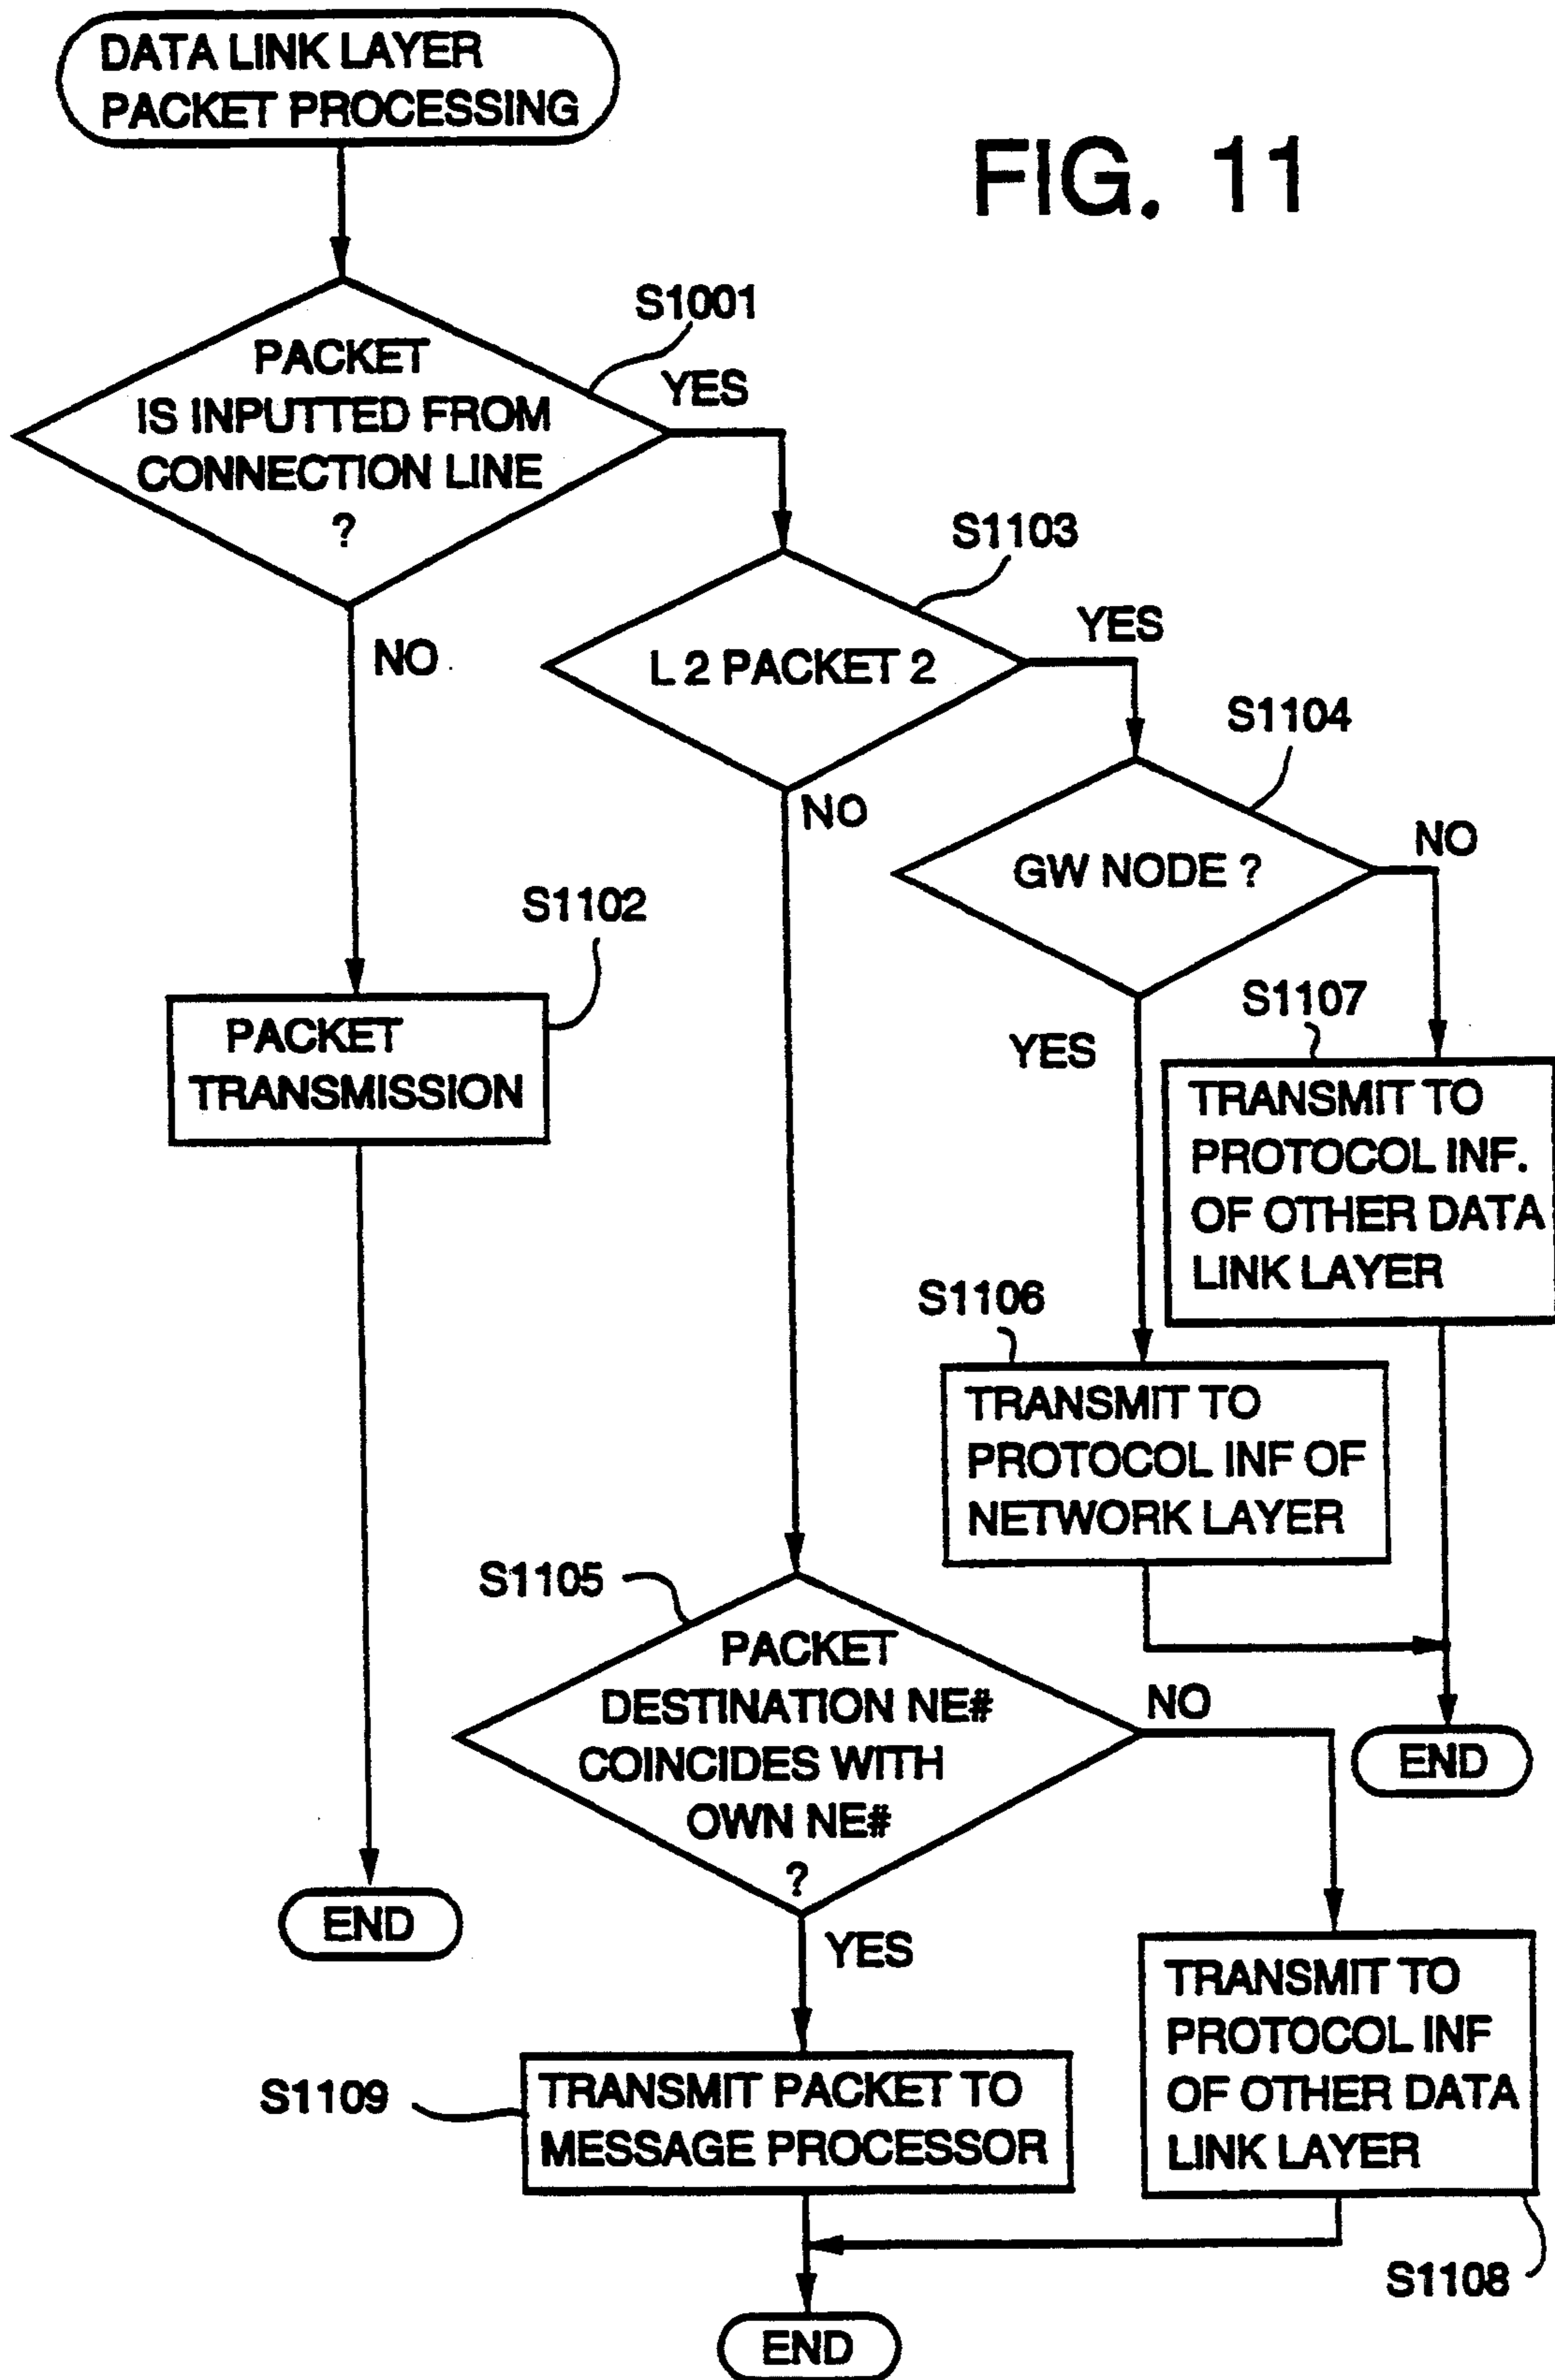 DATA LINK LAYER
PACKET PROCESSING
FIG. 11
S1001
PACKET
IS INPUTTED FROM
CONNECTION LINE
?
YES
NO
S1103
L 2 PACKET 2
YES
NO
S1104
GW NODE ?
NO
YES
S1102
PACKET
TRANSMISSION
S1107
TRANSMIT TO
PROTOCOL INF.
OF OTHER DATA
LINK LAYER
S1106
TRANSMIT TO
PROTOCOL INF OF
NETWORK LAYER
END
S1105
PACKET
DESTINATION NE#
COINCIDES WITH
OWN NE#
?
NO
YES
END
S1109
TRANSMIT PACKET TO
MESSAGE PROCESSOR
TRANSMIT TO
PROTOCOL INF
OF OTHER DATA
LINK LAYER
S1108
END